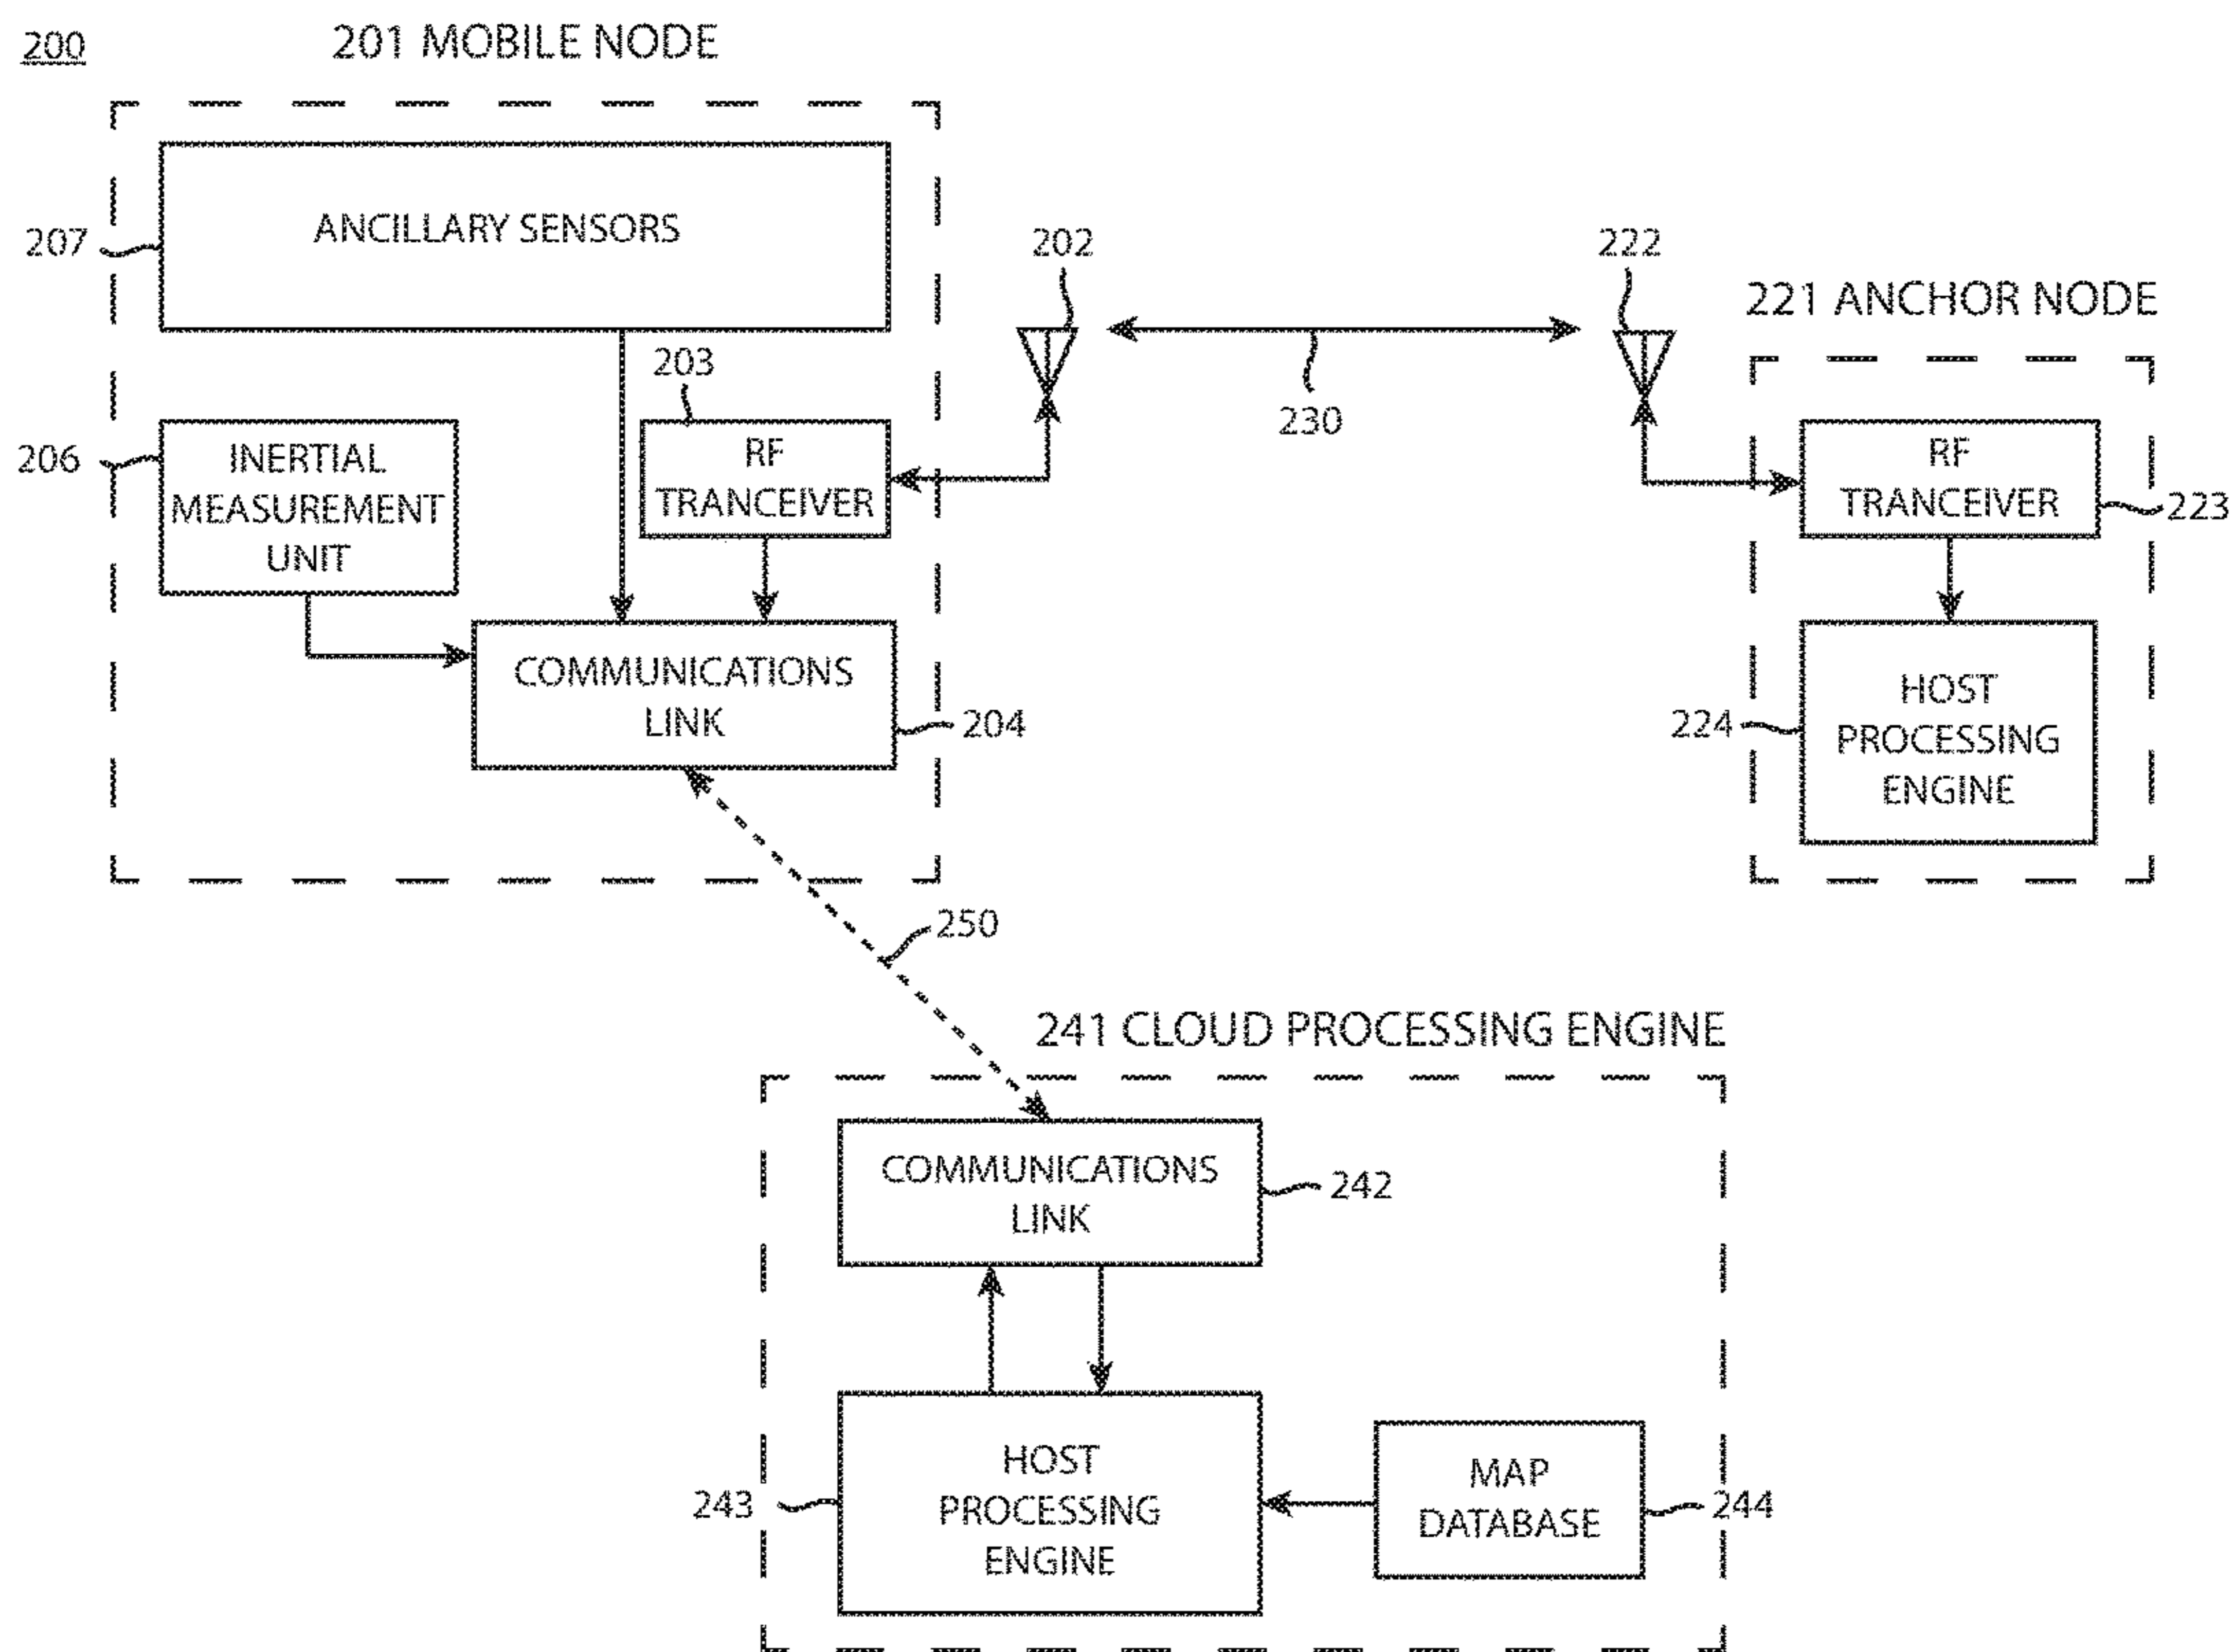 200
201 MOBILE NODE
ANCILLARY SENSORS
207
202
222
221 ANCHOR NODE
203
230
206
INERTIAL
MEASUREMENT
UNIT
RF
TRANCEIVER
RF
TRANCEIVER
223
COMMUNICATIONS
LINK
204
224
HOST
PROCESSING
ENGINE
250
241 CLOUD PROCESSING ENGINE
COMMUNICATIONS
LINK
242
243
HOST
PROCESSING
ENGINE
MAP
DATABASE
244